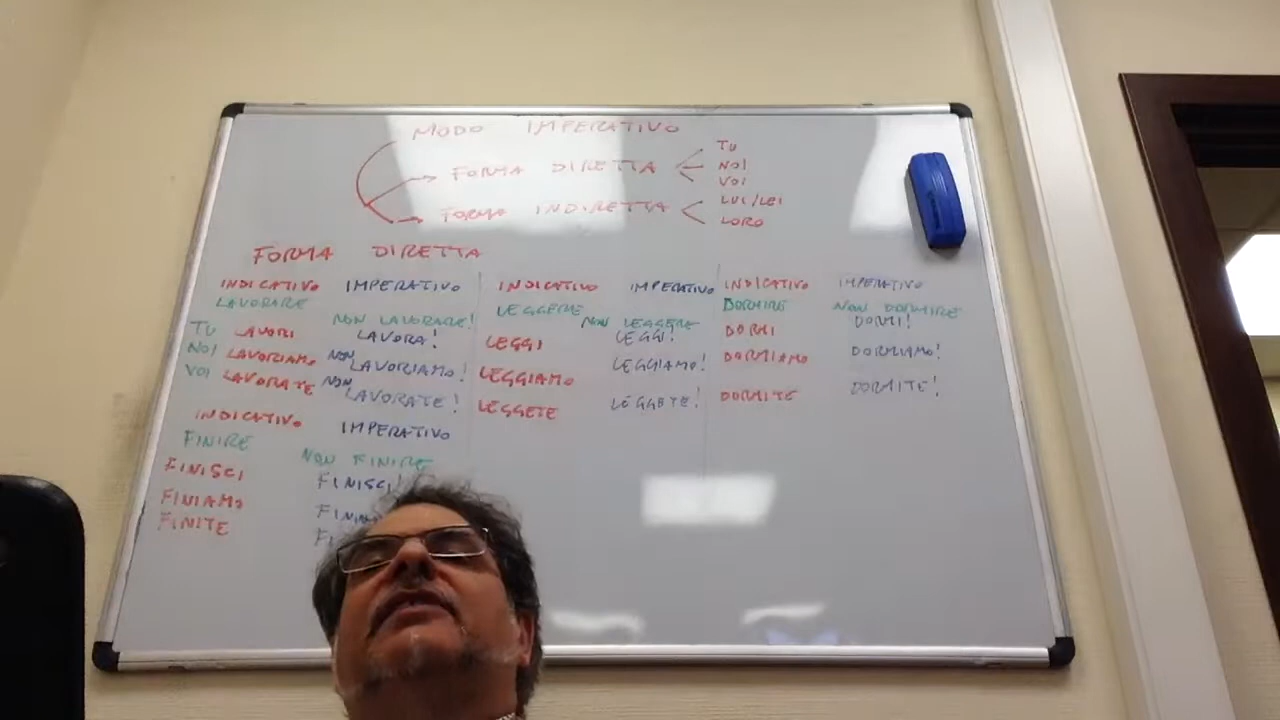 MODO IMPERATIVO
FORMA DIRETTA
TU
NOI
VOI
FORMA INDIRETTA
LUI/LEI
LORO
FORMA DIRETTA
INDICATIVO IMPERATIVO INDICATIVO IMPERATIVO INDICATIVO IMPERATIVO
LAVORARE NON LAVORARE! LEGGERE NON LEGGERE DORMIRE NON DORMIRE
TU LAVORI LAVORA! LEGGI LEGGI! DORMI DORMI!
NOI LAVORIAMO NON LAVORIAMO! LEGGIAMO LEGGIAMO! DORMIAMO DORMIAMO!
VOI LAVORATE NON LAVORATE! LEGGETE LEGGETE! DORMITE DORMITE!
INDICATIVO IMPERATIVO
FINIRE NON FINIRE
FINISCI FINISCI!
FINIAMO
FINITE